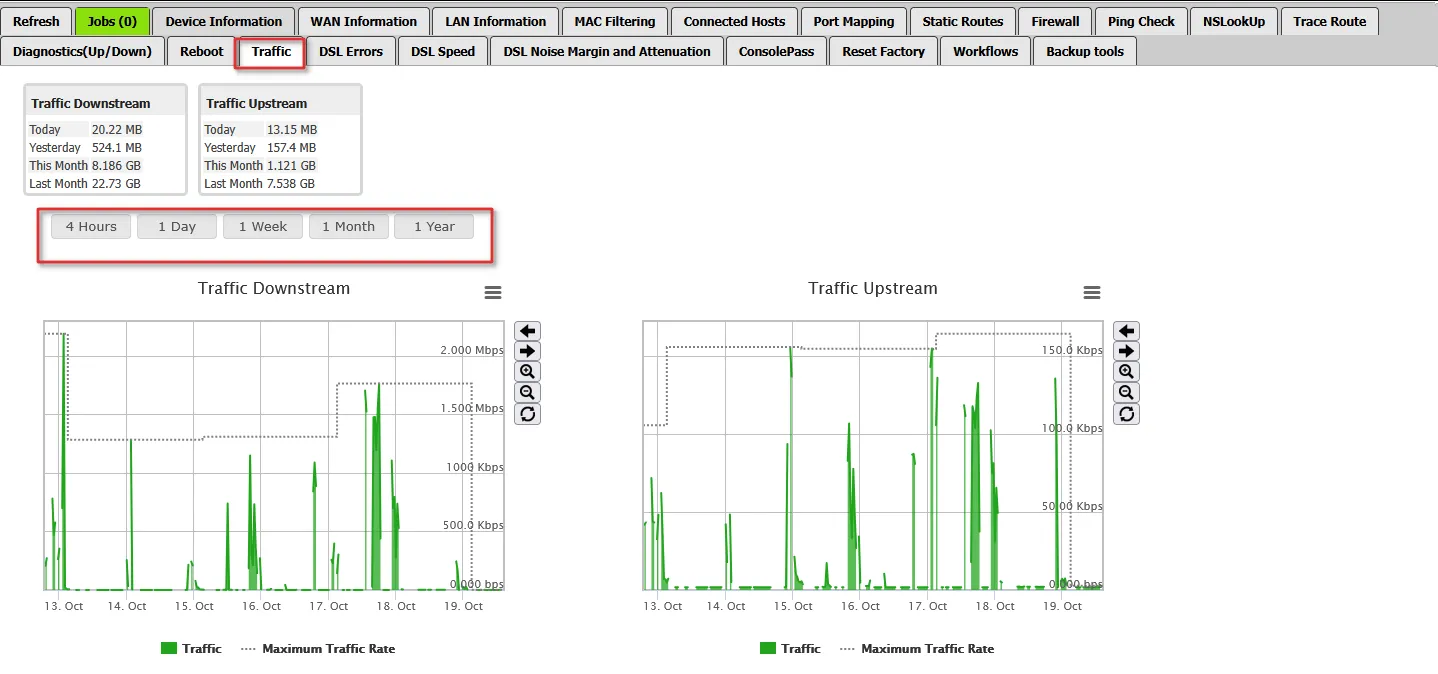 Refresh Jobs (0) Device Information WAN Information LAN Information MAC Filtering Connected Hosts Port Mapping Static Routes Firewall Ping Check NSLookUp Trace Route
Diagnostics(Up/Down) Reboot Traffic DSL Errors DSL Speed DSL Noise Margin and Attenuation ConsolePass Reset Factory Workflows Backup tools
Traffic Downstream
Today 20.22 MB
Yesterday 524.1 MB
This Month 8.186 GB
Last Month 22.73 GB
Traffic Upstream
Today 13.15 MB
Yesterday 157.4 MB
This Month 1.121 GB
Last Month 7.538 GB
4 Hours 1 Day 1 Week 1 Month 1 Year
Traffic Downstream
2.000 Mbps
1.500 Mbps
1000 Kbps
500.0 Kbps
0.000 bps
13. Oct 14. Oct 15. Oct 16. Oct 17. Oct 18. Oct 19. Oct
Traffic Maximum Traffic Rate
Traffic Upstream
150.0 Kbps
100.0 Kbps
50.00 Kbps
0.000 bps
13. Oct 14. Oct 15. Oct 16. Oct 17. Oct 18. Oct 19. Oct
Traffic Maximum Traffic Rate